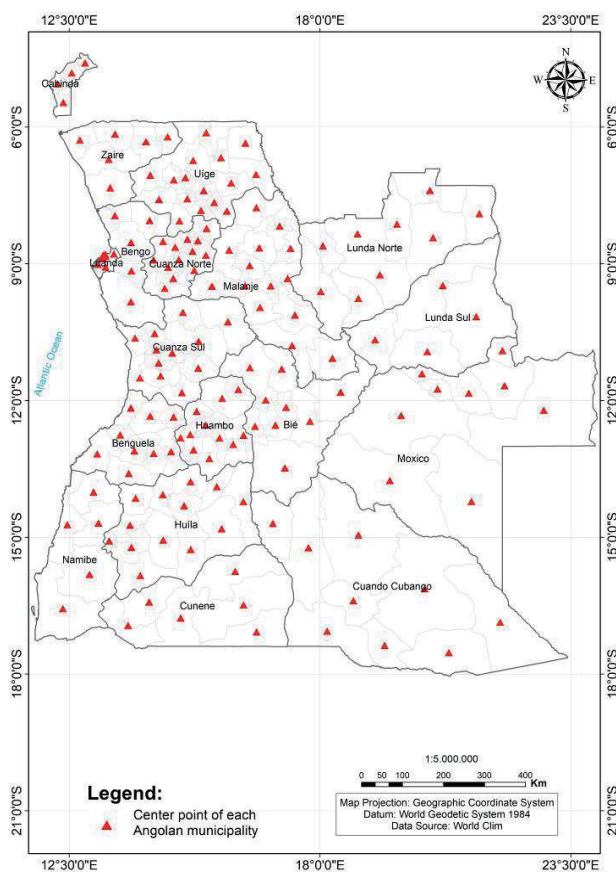 12°30'0"E 18°0'0"E 23°30'0"E
N
W E
S
Cabinda
6°0'0"S 6°0'0"S
Zaire
Uíge
Lunda Norte
Bengo
Luanda
9°0'0"S Cuanza Norte 9°0'0"S
Malanje
Lunda Sul
Cuanza Sul
Atlantic Ocean
12°0'0"S 12°0'0"S
Huambo
Bié
Benguela
Moxico
15°0'0"S Huíla 15°0'0"S
Namibe
Cuando Cubango
Cunene
18°0'0"S 18°0'0"S
1:5.000.000
0 50 100 200 300 400
Km
Legend:
Center point of each
Angolan municipality
Map Projection: Geographic Coordinate System
Datum: World Geodetic System 1984
Data Source: World Clim
21°0'0"S 21°0'0"S
12°30'0"E 18°0'0"E 23°30'0"E